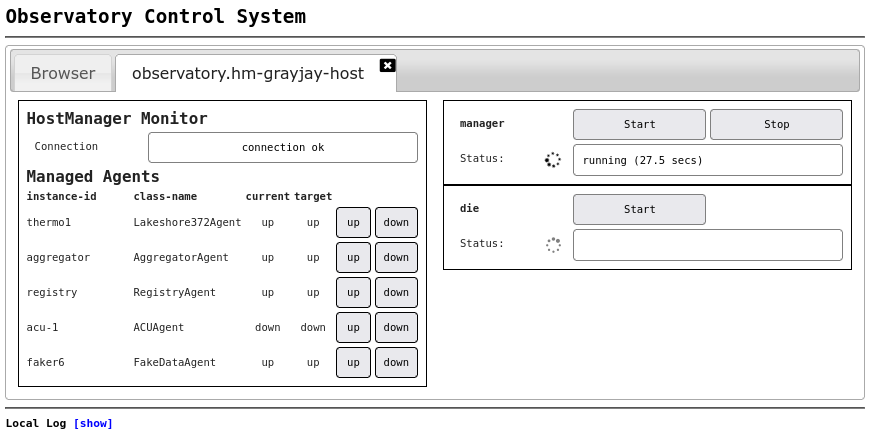 Observatory Control System
Browser
observatory.hm-grayjay-host
HostManager Monitor
Connection connection ok
Managed Agents
instance-id class-name current target
thermo1 Lakeshore372Agent up up up down
aggregator AggregatorAgent up up up down
registry RegistryAgent up up up down
acu-1 ACUAgent down down up down
faker6 FakeDataAgent up up up down
manager Start Stop
Status: running (27.5 secs)
die Start
Status:
Local Log [show]